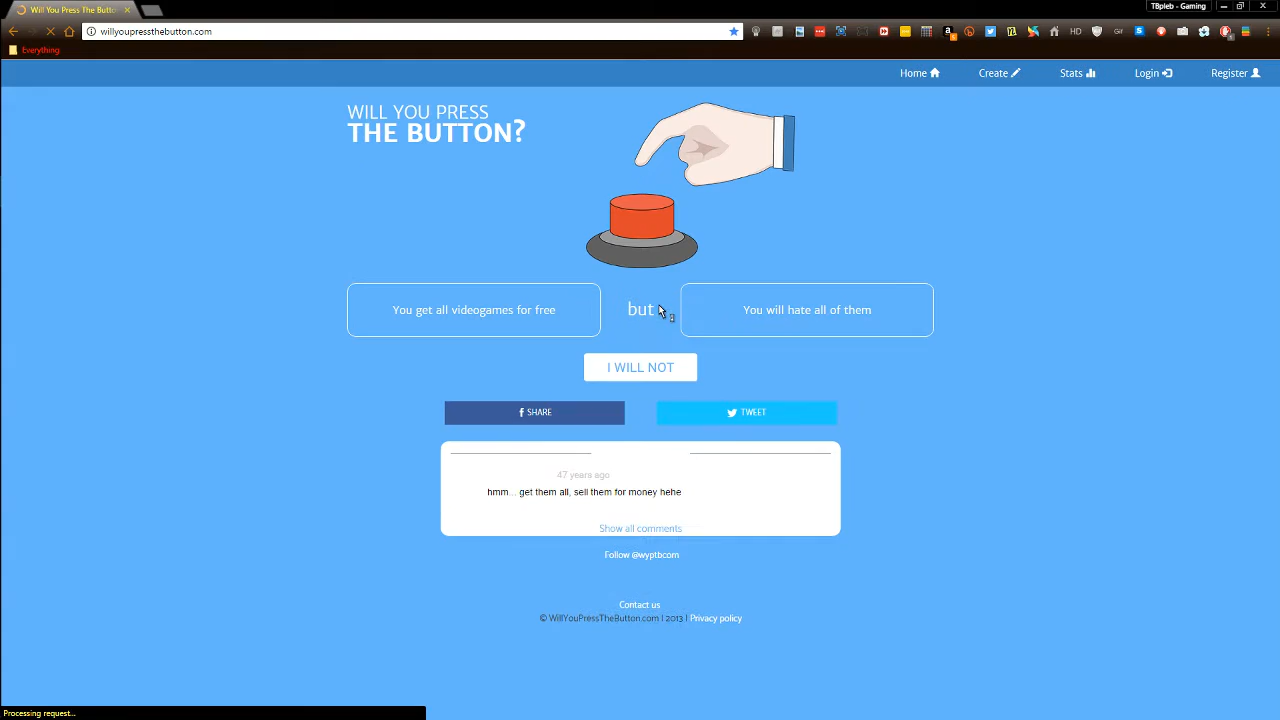 Will You Press The Butto
TBpleb - Gaming
willyoupressthebutton.com
HD
Gif
Everything
Home
Create
Stats
Login
Register
WILL YOU PRESS
THE BUTTON?
You get all videogames for free
but
You will hate all of them
I WILL NOT
f SHARE
TWEET
47 years ago
hmm... get them all, sell them for money hehe
Show all comments
Follow @wyptbcom
Contact us
© WillYouPressTheButton.com | 2013 | Privacy policy
Processing request...